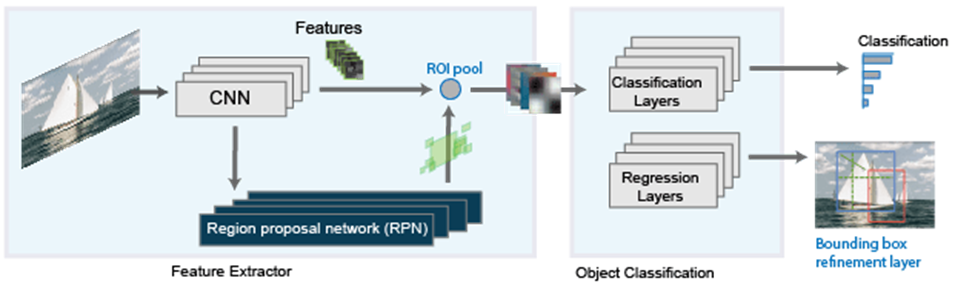 Features
ROI pool
CNN
Region proposal network (RPN)
Feature Extractor
Classification
Layers
Regression
Layers
Object Classification
Classification
Bounding box
refinement layer